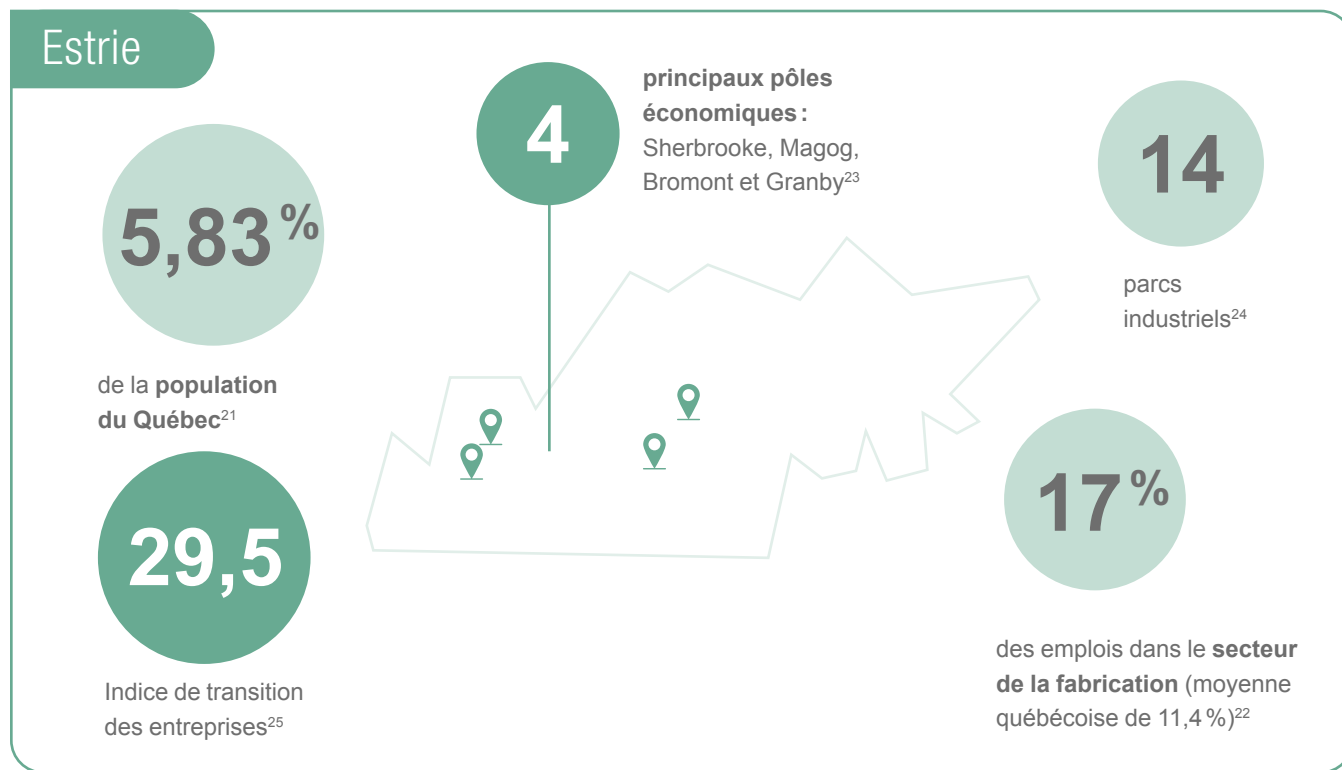 Estrie
5,83 %
de la population
du Québec21
29,5
Indice de transition
des entreprises25
4
principaux pôles
économiques :
Sherbrooke, Magog,
Bromont et Granby23
14
parcs
industriels24
17 %
des emplois dans le secteur
de la fabrication (moyenne
québécoise de 11,4 %)22